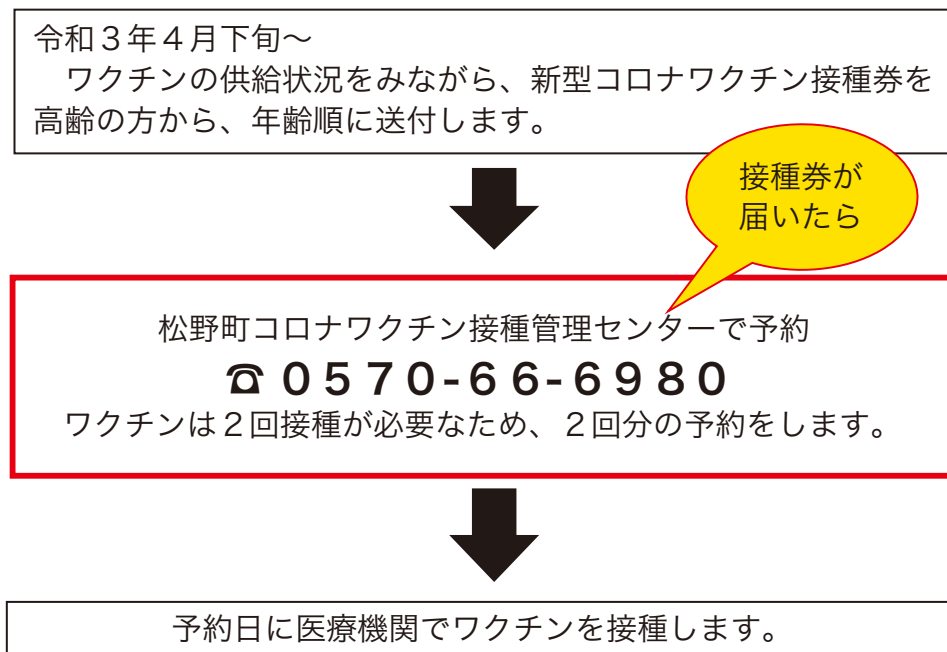 令和３年４月下旬～
　ワクチンの供給状況をみながら、新型コロナワクチン接種券を
高齢の方から、年齢順に送付します。
接種券が
届いたら
松野町コロナワクチン接種管理センターで予約
☎０５７０-６６-６９８０
ワクチンは２回接種が必要なため、２回分の予約をします。
予約日に医療機関でワクチンを接種します。